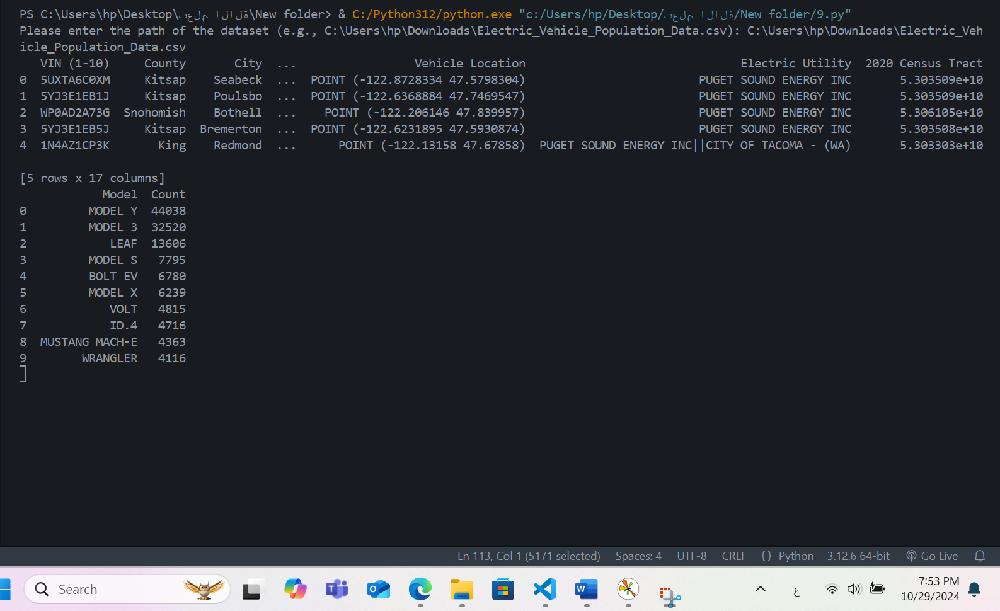 PS C:\Users\hp\Desktop\تعلم الالة\New folder> & C:/Python312/python.exe "c:/Users/hp/Desktop/تعلم الالة/New folder/9.py"
Please enter the path of the dataset (e.g., C:\Users\hp\Downloads\Electric_Vehicle_Population_Data.csv): C:\Users\hp\Downloads\Electric_Veh
icle_Population_Data.csv
VIN (1-10) County City ... Vehicle Location Electric Utility 2020 Census Tract
0 5UXTA6C0XM Kitsap Seabeck ... POINT (-122.8728334 47.5798304) PUGET SOUND ENERGY INC 5.303509e+10
1 5YJ3E1EB1J Kitsap Poulsbo ... POINT (-122.6368884 47.7469547) PUGET SOUND ENERGY INC 5.303509e+10
2 WP0AD2A73G Snohomish Bothell ... POINT (-122.206146 47.839957) PUGET SOUND ENERGY INC 5.306105e+10
3 5YJ3E1EB5J Kitsap Bremerton ... POINT (-122.6231895 47.5930874) PUGET SOUND ENERGY INC 5.303508e+10
4 1N4AZ1CP3K King Redmond ... POINT (-122.13158 47.67858) PUGET SOUND ENERGY INC||CITY OF TACOMA - (WA) 5.303303e+10
[5 rows x 17 columns]
Model Count
0 MODEL Y 44038
1 MODEL 3 32520
2 LEAF 13606
3 MODEL S 7795
4 BOLT EV 6780
5 MODEL X 6239
6 VOLT 4815
7 ID.4 4716
8 MUSTANG MACH-E 4363
9 WRANGLER 4116
Ln 113, Col 1 (5171 selected) Spaces: 4 UTF-8 CRLF {} Python 3.12.6 64-bit Go Live
Search ع 7:53 PM
10/29/2024